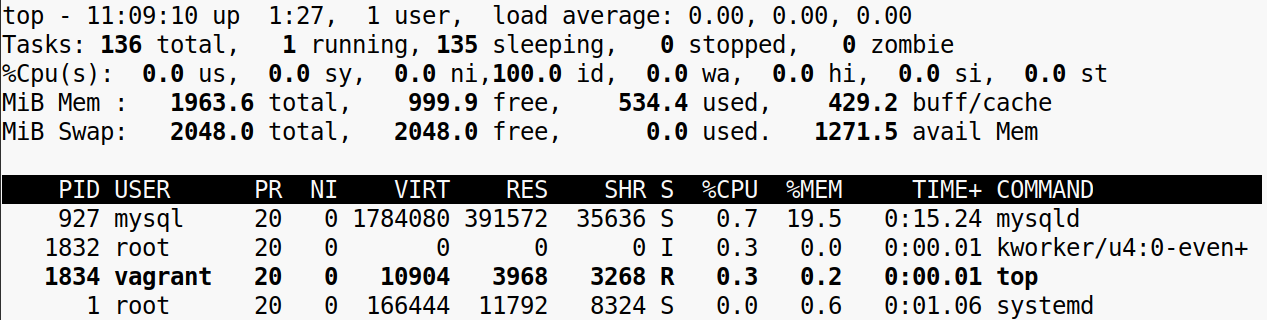 top - 11:09:10 up  1:27,  1 user,  load average: 0.00, 0.00, 0.00
Tasks: 136 total,   1 running, 135 sleeping,   0 stopped,   0 zombie
%Cpu(s):  0.0 us,  0.0 sy,  0.0 ni,100.0 id,  0.0 wa,  0.0 hi,  0.0 si,  0.0 st
MiB Mem :   1963.6 total,    999.9 free,    534.4 used,    429.2 buff/cache
MiB Swap:   2048.0 total,   2048.0 free,      0.0 used.   1271.5 avail Mem
    PID USER      PR  NI    VIRT    RES    SHR S  %CPU  %MEM     TIME+ COMMAND
    927 mysql     20   0 1784080 391572  35636 S   0.7  19.5   0:15.24 mysqld
   1832 root      20   0       0      0      0 I   0.3   0.0   0:00.01 kworker/u4:0-even+
   1834 vagrant   20   0   10904   3968   3268 R   0.3   0.2   0:00.01 top
      1 root      20   0  166444  11792   8324 S   0.0   0.6   0:01.06 systemd